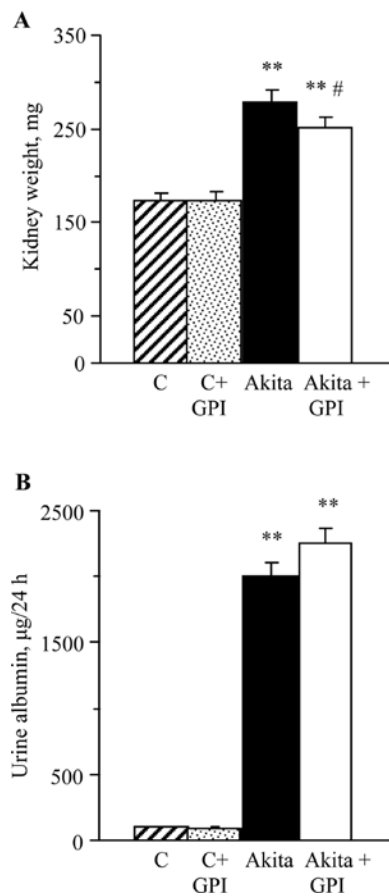 A
350
**
** #
250
Kidney weight, mg
150
50
0
C C+ Akita Akita +
GPI GPI
B
2500
**
**
Urine albumin, µg/24 h
1500
500
0
C C+ Akita Akita +
GPI GPI